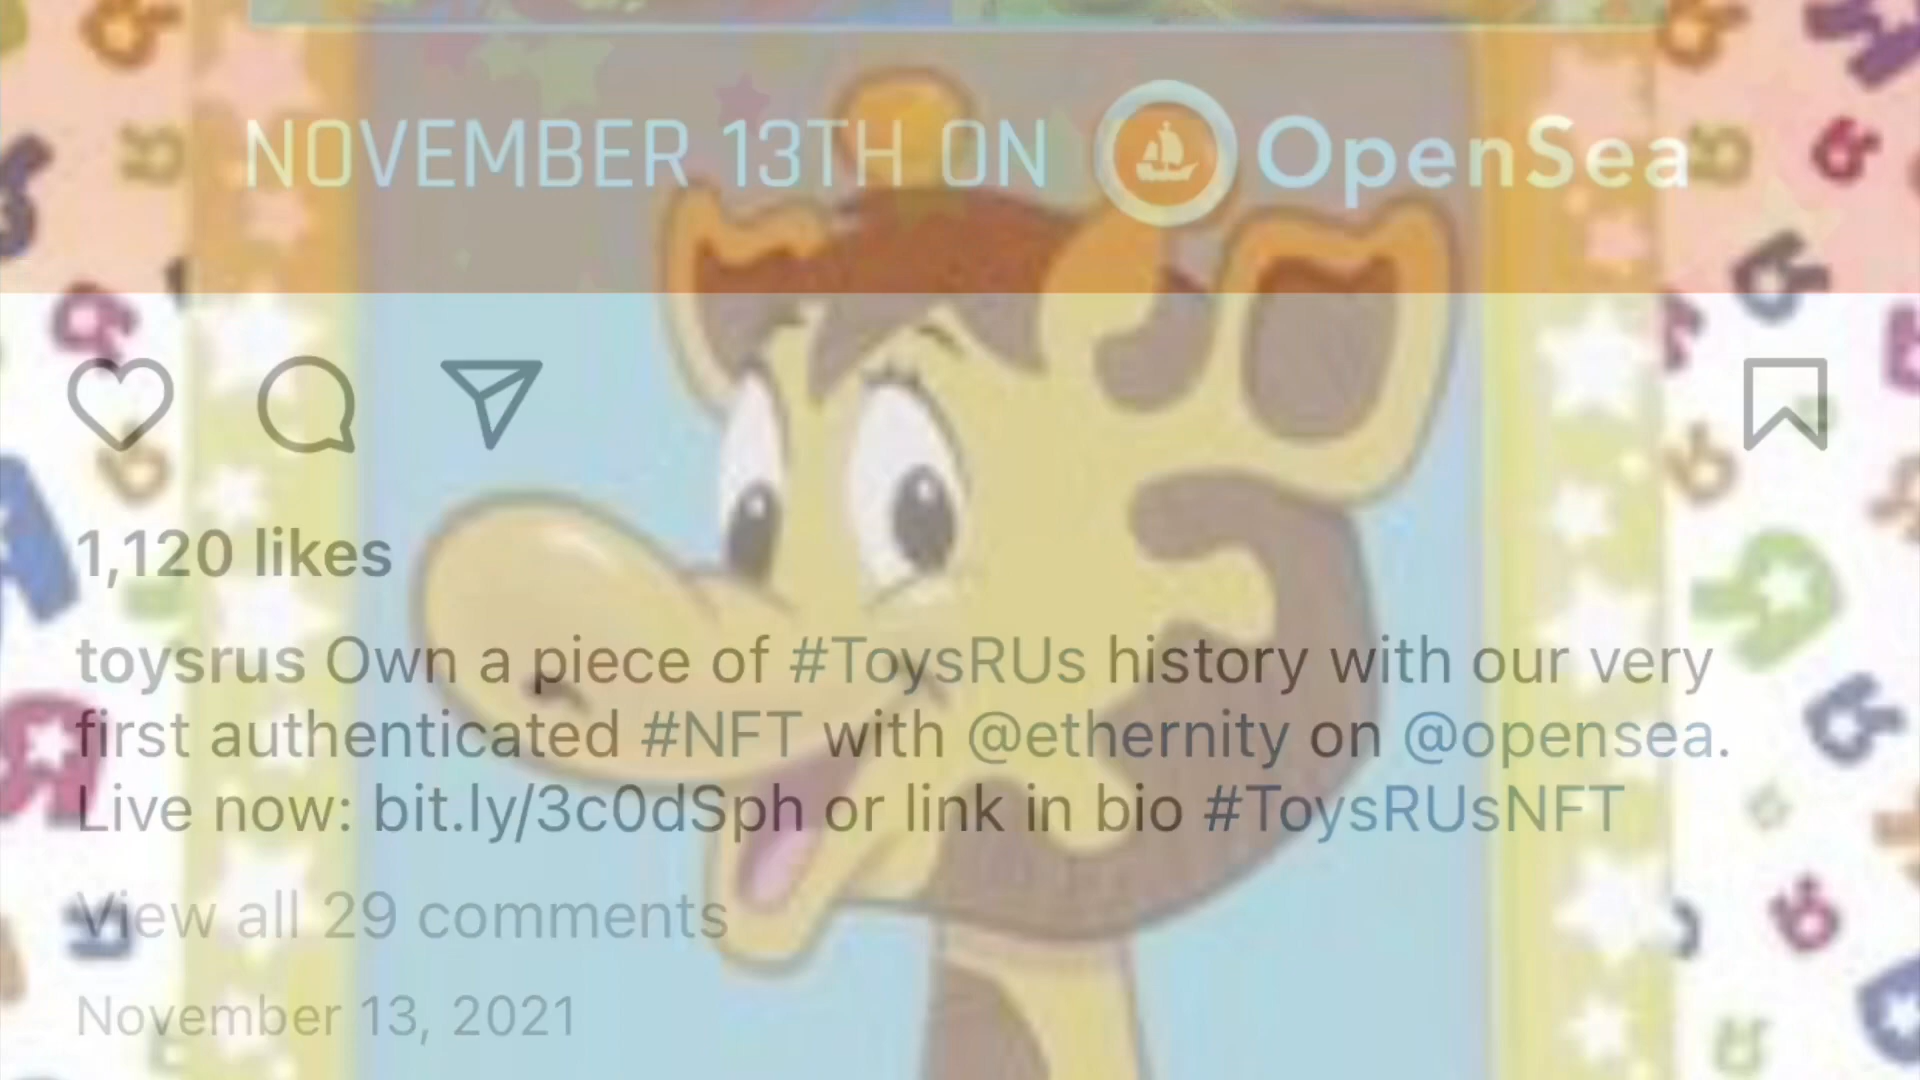 NOVEMBER 13TH ON OpenSea
1,120 likes
toysrus Own a piece of #ToysRUs history with our very
first authenticated #NFT with @ethernity on @opensea.
Live now: bit.ly/3c0dSph or link in bio #ToysRUsNFT
View all 29 comments
November 13, 2021